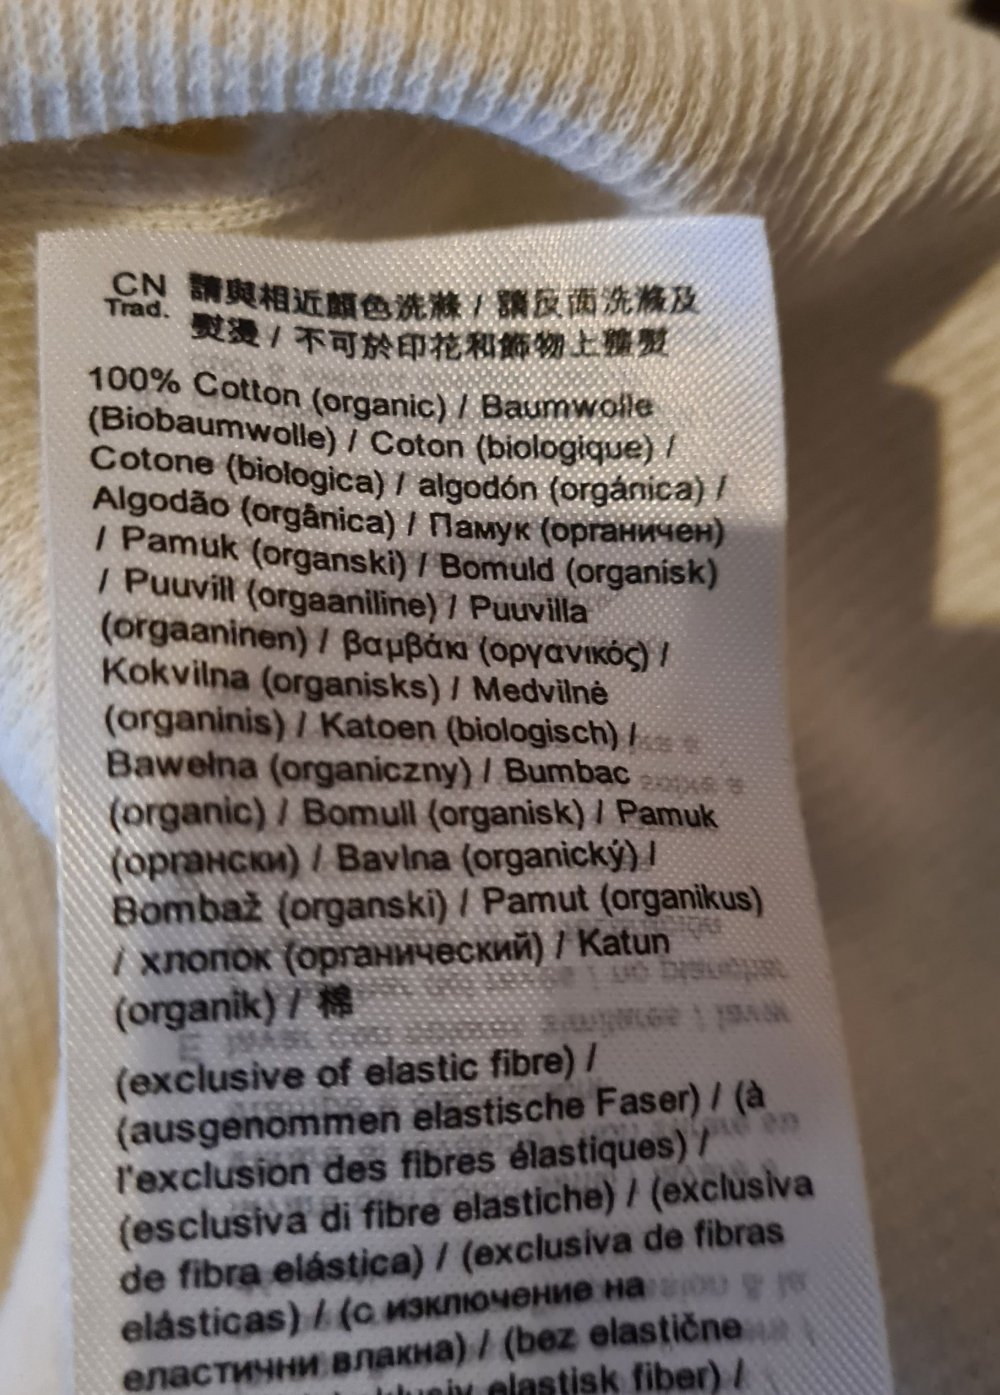 CN 請與相近顏色洗滌 / 請反面洗滌及
Trad. 熨燙 / 不可於印花和飾物上蒸熨
100% Cotton (organic) / Baumwolle
(Biobaumwolle) / Coton (biologique) /
Cotone (biologica) / algodón (orgánica) /
Algodão (orgânica) / Памук (органичен)
/ Pamuk (organski) / Bomuld (organisk)
/ Puuvill (orgaaniline) / Puuvilla
(orgaaninen) / βαμβάκι (οργανικός) /
Kokvilna (organisks) / Medvilnė
(organinis) / Katoen (biologisch) /
Bawełna (organiczny) / Bumbac
(organic) / Bomull (organisk) / Pamuk
(органски) / Bavlna (organický) /
Bombaž (organski) / Pamut (organikus)
/ хлопок (органический) / Katun
(organik) / 棉
(exclusive of elastic fibre) /
(ausgenommen elastische Faser) / (à
l'exclusion des fibres élastiques) /
(esclusiva di fibre elastiche) / (exclusiva
de fibra elástica) / (exclusiva de fibras
elásticas) / (с изключение на
еластични влакна) / (bez elastične
elastisk fiber) /